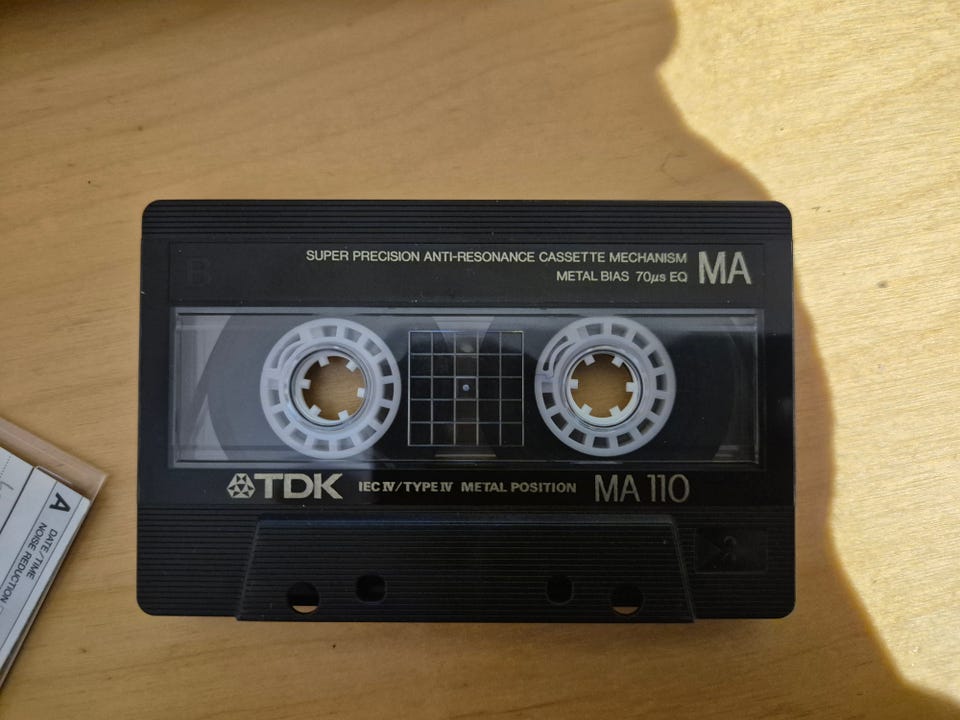 B
SUPER PRECISION ANTI-RESONANCE CASSETTE MECHANISM
METAL BIAS 70μs EQ
MA
TDK
IEC IV/TYPE IV METAL POSITION
MA 110
A
DATE/TIME
NOISE REDUCTION